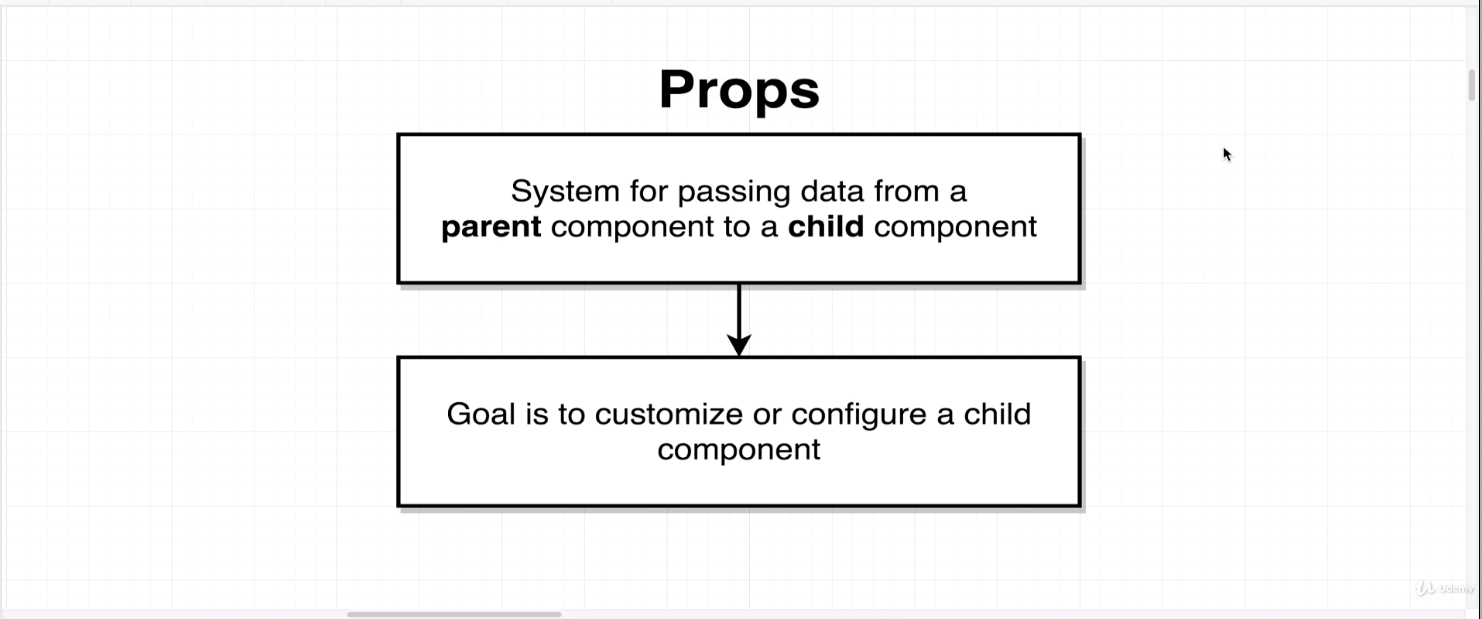 Props
System for passing data from a
parent component to a child component
Goal is to customize or configure a child
component
Udemy